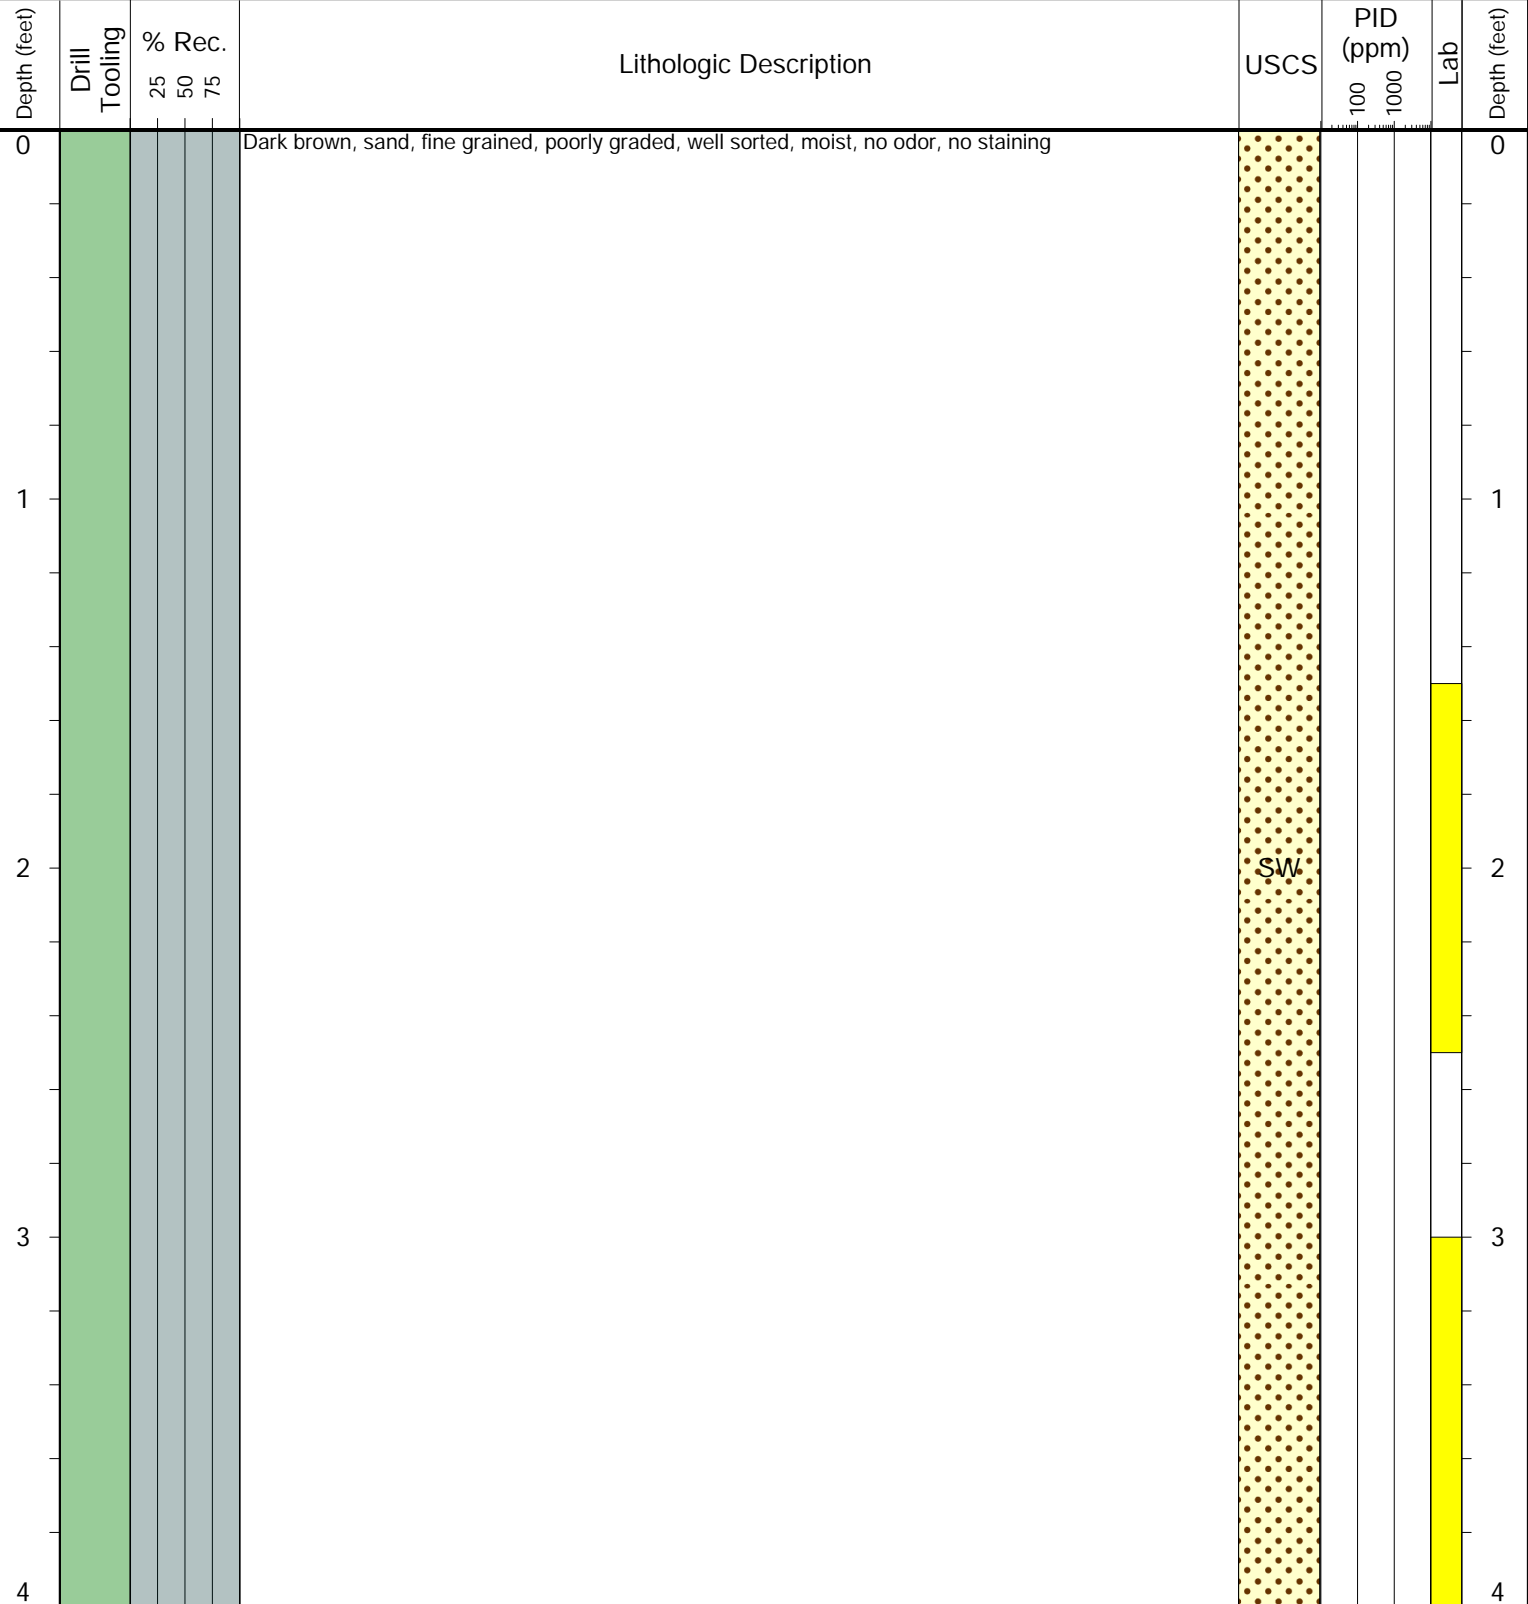 Depth (feet)
Drill
Tooling
% Rec.
25
50
75
Lithologic Description
USCS
PID
(ppm)
100
1000
Lab
Depth (feet)
0
Dark brown, sand, fine grained, poorly graded, well sorted, moist, no odor, no staining
0
1
1
2
SW
2
3
3
4
4